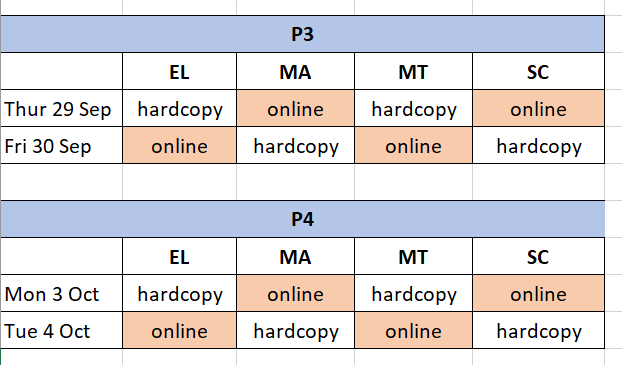 P3
EL MA MT SC
Thur 29 Sep hardcopy online hardcopy online
Fri 30 Sep online hardcopy online hardcopy
P4
EL MA MT SC
Mon 3 Oct hardcopy online hardcopy online
Tue 4 Oct online hardcopy online hardcopy